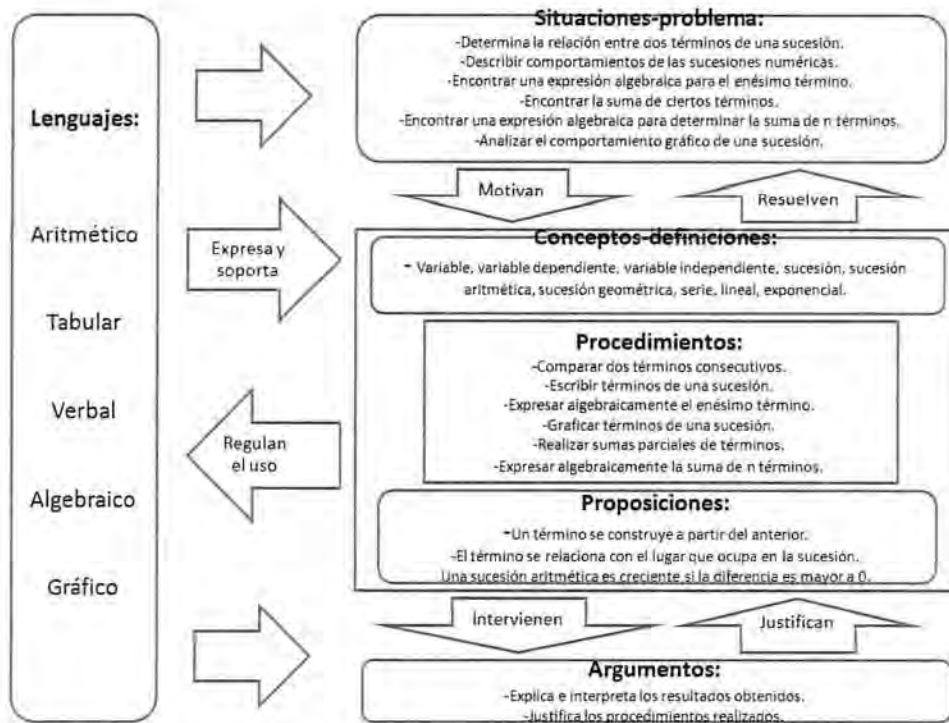 Lenguajes:
Aritmético
Tabular
Verbal
Algebraico
Gráfico
Expresa y
soporta
Regulan
el uso
Situaciones-problema:
-Determina la relación entre dos términos de una sucesión.
-Describir comportamientos de las sucesiones numéricas.
-Encontrar una expresión algebraica para el enésimo término.
-Encontrar la suma de ciertos términos.
-Encontrar una expresión algebraica para determinar la suma de n términos.
-Analizar el comportamiento gráfico de una sucesión.
Motivan
Resuelven
Conceptos-definiciones:
- Variable, variable dependiente, variable independiente, sucesión, sucesión
aritmética, sucesión geométrica, serie, lineal, exponencial.
Procedimientos:
-Comparar dos términos consecutivos.
-Escribir términos de una sucesión.
-Expresar algebraicamente el enésimo término.
-Graficar términos de una sucesión.
-Realizar sumas parciales de términos.
-Expresar algebraicamente la suma de n términos.
Proposiciones:
-Un término se construye a partir del anterior.
-El término se relaciona con el lugar que ocupa en la sucesión.
Una sucesión aritmética es creciente si la diferencia es mayor a 0.
Intervienen
Justifican
Argumentos:
-Explica e interpreta los resultados obtenidos.
-Justifica los procedimientos realizados.